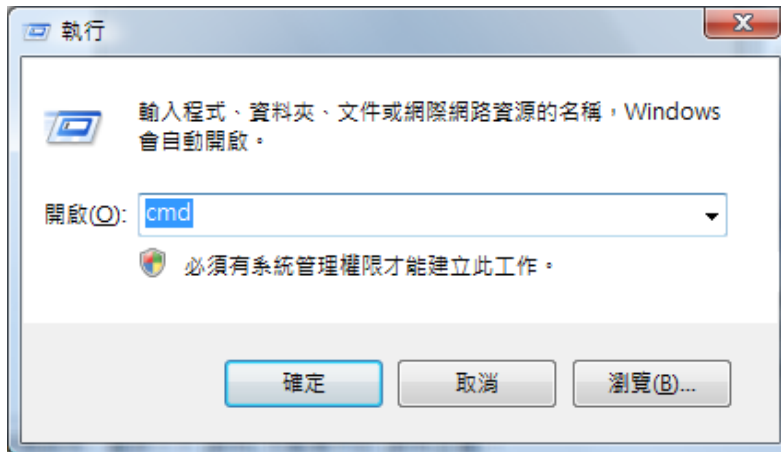 執行
輸入程式、資料夾、文件或網際網路資源的名稱，Windows
會自動開啟。
開啟(O): cmd
必須有系統管理權限才能建立此工作。
確定 取消 瀏覽(B)...